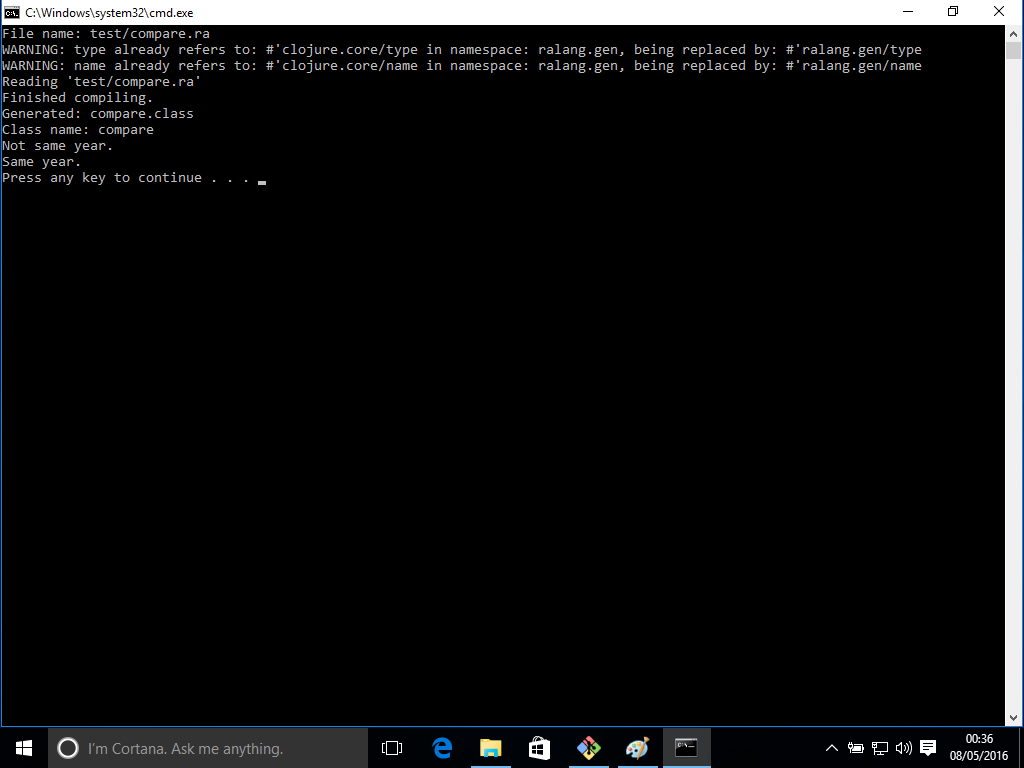 C:\Windows\system32\cmd.exe
File name: test/compare.ra
WARNING: type already refers to: #'clojure.core/type in namespace: ralang.gen, being replaced by: #'ralang.gen/type
WARNING: name already refers to: #'clojure.core/name in namespace: ralang.gen, being replaced by: #'ralang.gen/name
Reading 'test/compare.ra'
Finished compiling.
Generated: compare.class
Class name: compare
Not same year.
Same year.
Press any key to continue . . .
I'm Cortana. Ask me anything.
00:36
08/05/2016